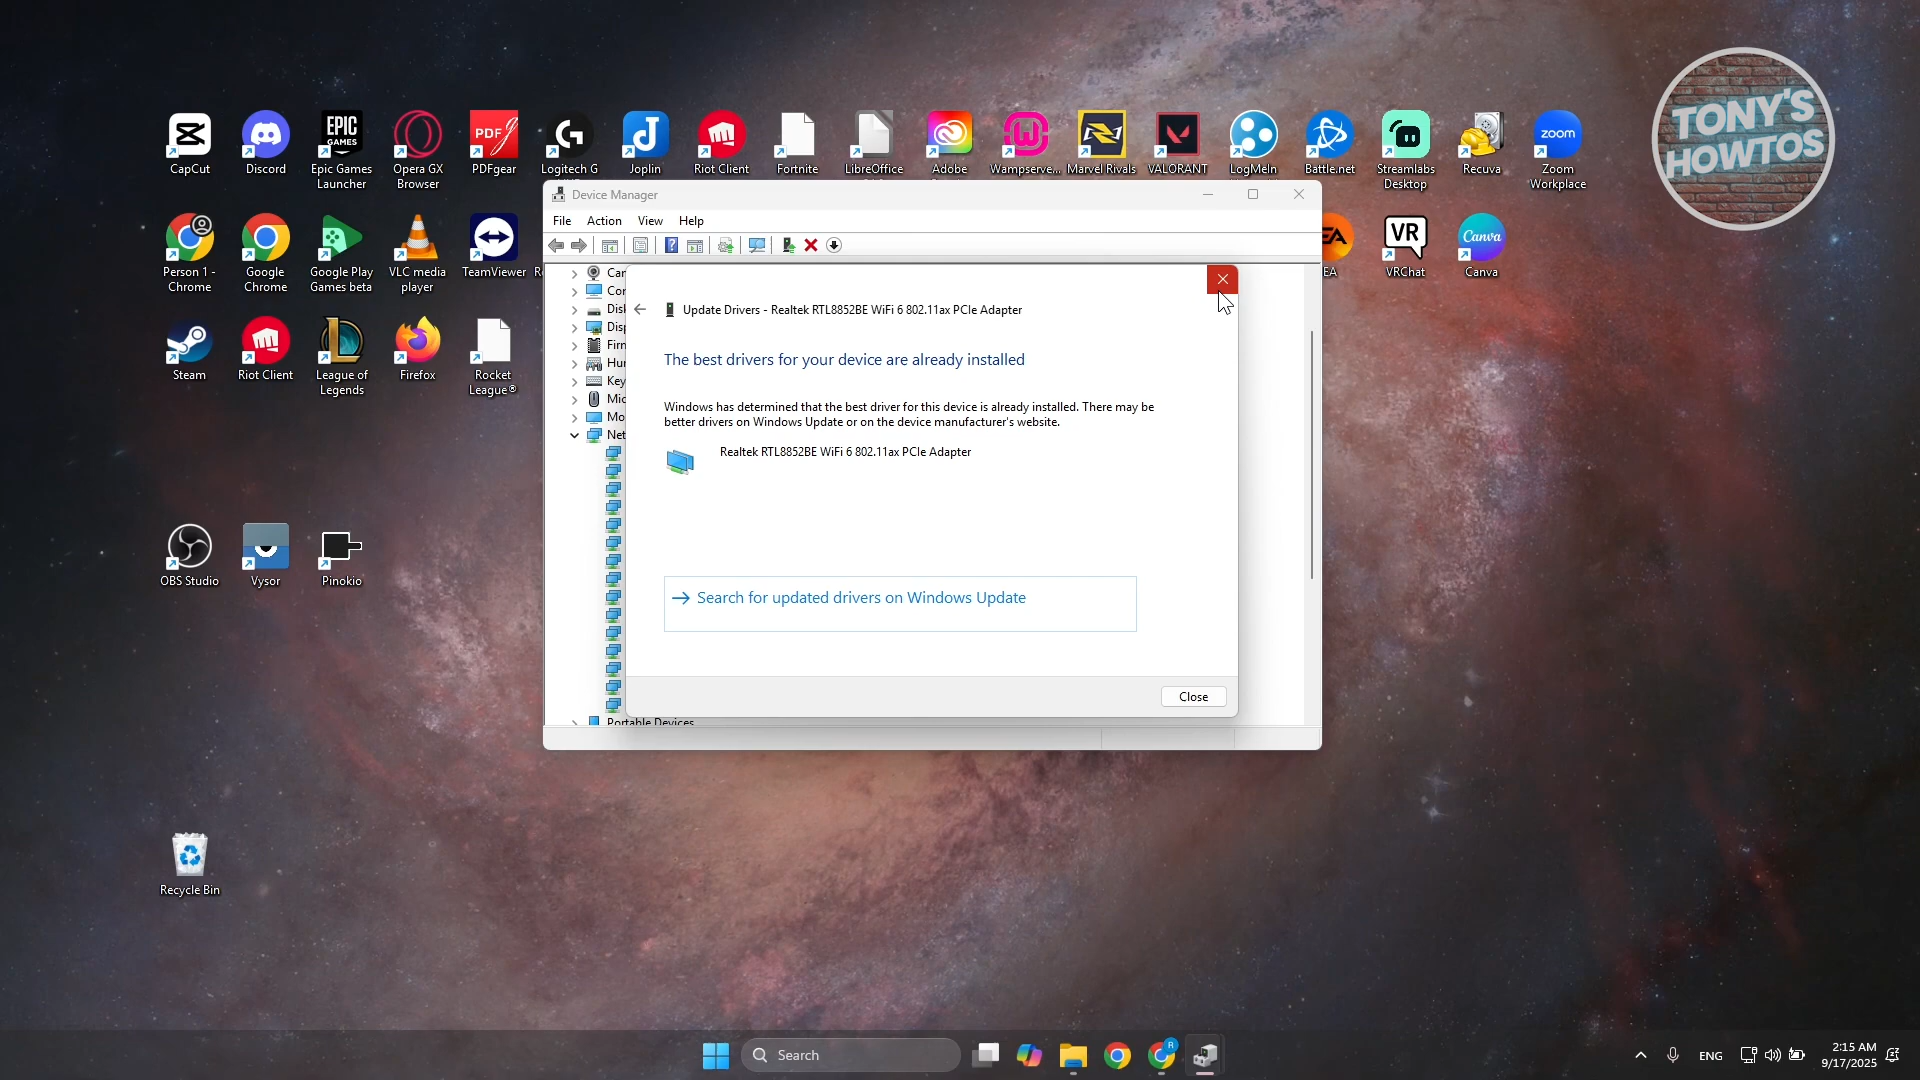 TONY'S
HOWTOS
CapCut
Discord
Epic Games
Launcher
Opera GX
Browser
PDFgear
Logitech G
Joplin
Riot Client
Fortnite
LibreOffice
Adobe
Wampserve...
Marvel Rivals
VALORANT
LogMeIn
Battle.net
Streamlabs
Desktop
Recuva
Zoom
Workplace
EPIC
GAMES
PDF
zoom
Device Manager
File Action View Help
Person 1 -
Chrome
Google
Chrome
Google Play
Games beta
VLC media
player
TeamViewer
EA
VRChat
VR
Canva
Canva
Steam
Riot Client
League of
Legends
Firefox
Rocket
League®
Update Drivers - Realtek RTL8852BE WiFi 6 802.11ax PCIe Adapter
The best drivers for your device are already installed
Windows has determined that the best driver for this device is already installed. There may be
better drivers on Windows Update or on the device manufacturer's website.
Realtek RTL8852BE WiFi 6 802.11ax PCIe Adapter
Search for updated drivers on Windows Update
Close
Portable Devices
OBS Studio
Vysor
Pinokio
Recycle Bin
Search
R
ENG
2:15 AM
9/17/2025